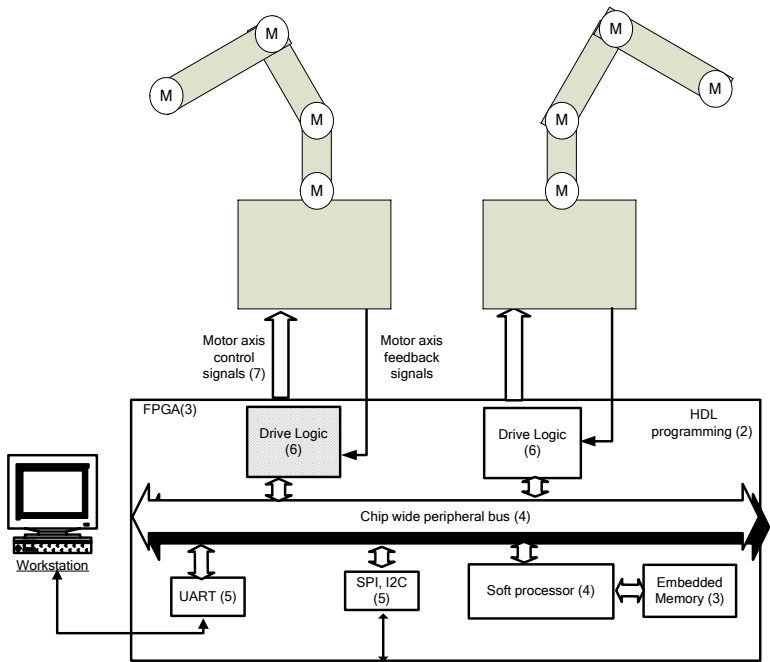 M
M
M
M
M
M
M
M
Motor axis
control
signals (7)
Motor axis
feedback
signals
FPGA(3)
HDL
programming (2)
Drive Logic
(6)
Drive Logic
(6)
Chip wide peripheral bus (4)
Workstation
UART (5)
SPI, I2C
(5)
Soft processor (4)
Embedded
Memory (3)